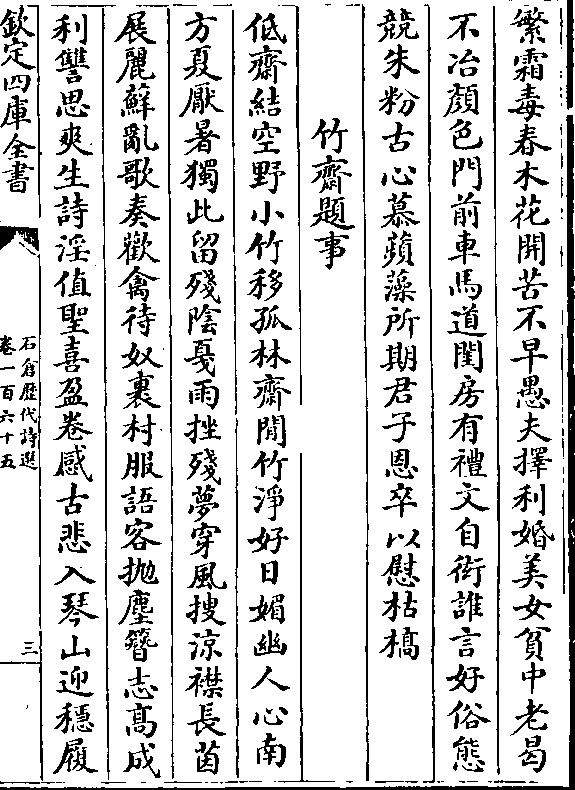 繁霜毒春木花開苦不早愚夫擇利婚美女貧中老曷
不冶顔色門前車馬道閨房有禮文自衒誰言好俗態
競朱粉古心慕蘋藻所期君子恩卒以慰枯槁
竹齋題事
低齋結空野小竹移孤林齋閒竹淨好日媚幽人心南
方夏厭暑獨此留殘陰戛雨挫殘夢穿風搜涼襟長茵
展麗蘚亂歌奏歡禽待奴裹村服語客拋塵簪志髙成
利讐思爽生詩淫值聖喜盈卷感古悲入琴山迎穩履
欽定四庫全書
石倉歷代詩選
卷一百六十五
三